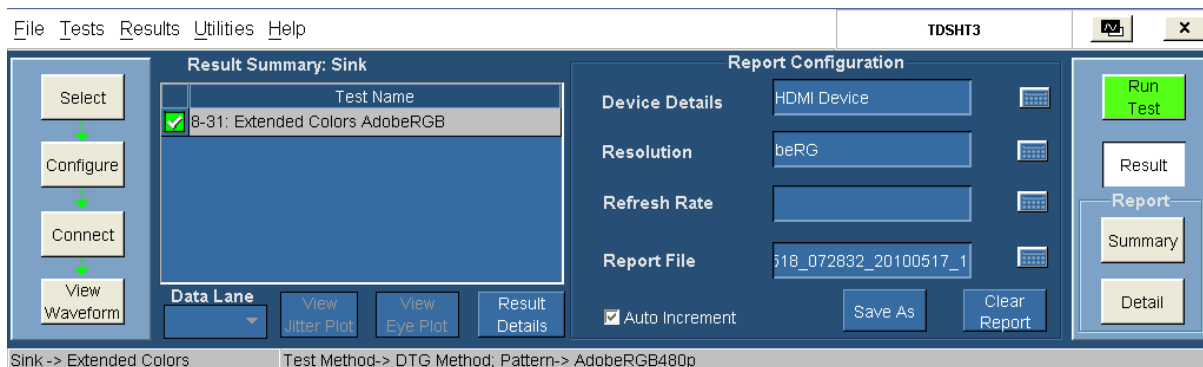 File Tests Results Utilities Help
TDSHT3
x
Select
Configure
Connect
View
Waveform
Result Summary: Sink
Test Name
8-31: Extended Colors AdobeRGB
Data Lane
View
Jitter Plot
View
Eye Plot
Result
Details
Report Configuration
Device Details
HDMI Device
Resolution
beRG
Refresh Rate
Report File
518_072832_20100517_1
Auto Increment
Save As
Clear
Report
Run
Test
Result
Report
Summary
Detail
Sink -> Extended Colors
Test Method-> DTG Method; Pattern-> AdobeRGB480p